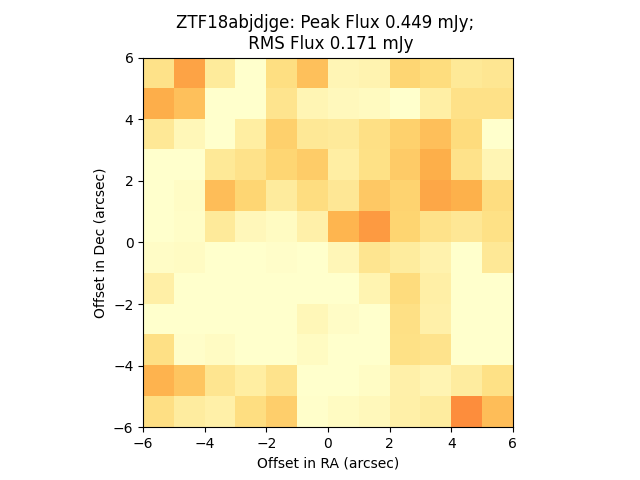 ZTF18abjdjge: Peak Flux 0.449 mJy;
RMS Flux 0.171 mJy
6
4
2
0
−2
−4
−6
Offset in Dec (arcsec)
−6 −4 −2 0 2 4 6
Offset in RA (arcsec)